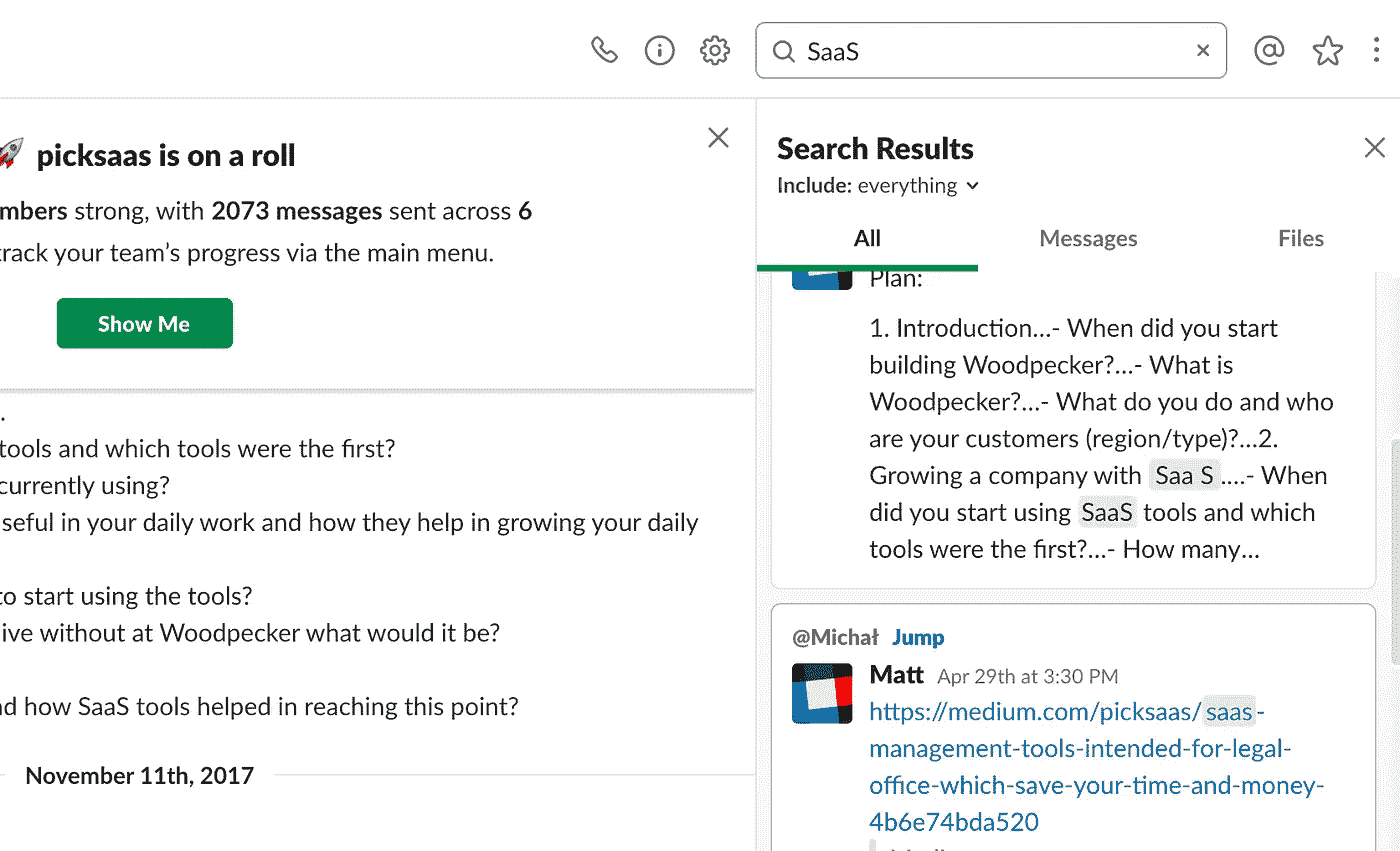 SaaS
picksaas is on a roll
mbers strong, with 2073 messages sent across 6
track your team's progress via the main menu.
Show Me
.
tools and which tools were the first?
currently using?
seful in your daily work and how they help in growing your daily
to start using the tools?
ive without at Woodpecker what would it be?
nd how SaaS tools helped in reaching this point?
November 11th, 2017
Search Results
Include: everything
All Messages Files
Plan:
1. Introduction...- When did you start
building Woodpecker?...- What is
Woodpecker?...- What do you do and who
are your customers (region/type)?...2.
Growing a company with Saa S ....- When
did you start using SaaS tools and which
tools were the first?...- How many...
@Michał Jump
Matt Apr 29th at 3:30 PM
https://medium.com/picksaas/saas-
management-tools-intended-for-legal-
office-which-save-your-time-and-money-
4b6e74bda520